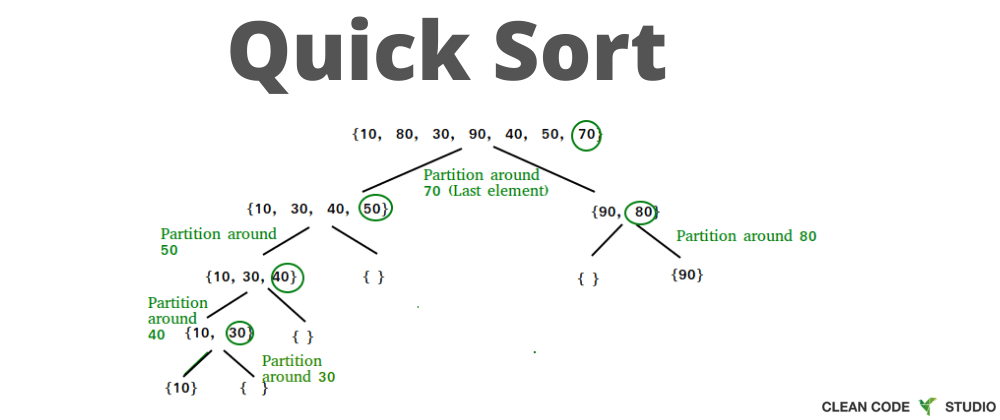 Quick Sort
{10, 80, 30, 90, 40, 50, 70}
Partition around
70 (Last element)
{10, 30, 40, 50}
{90, 80}
Partition around
50
Partition around 80
{10, 30, 40}
{ }
{ }
{90}
Partition
around
40
{10, 30}
{ }
Partition
around 30
{10}
{ }
CLEAN CODE STUDIO